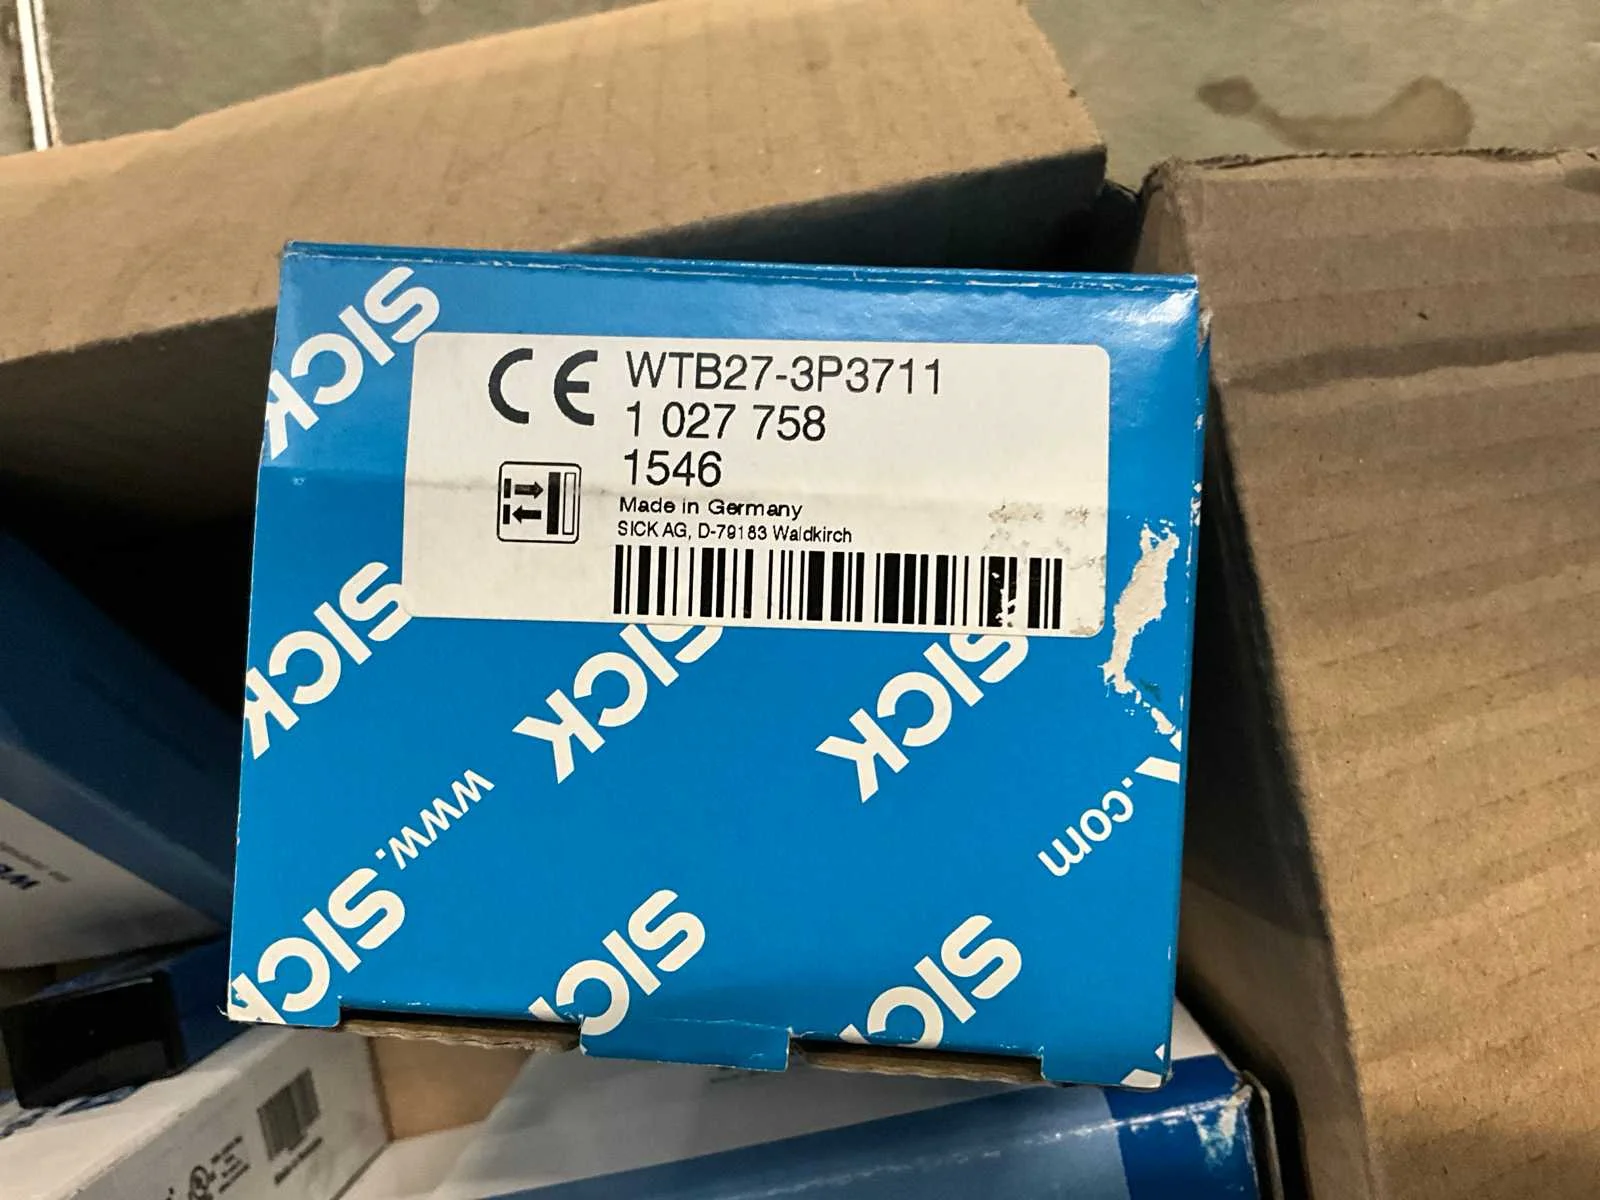 SICK
CE WTB27-3P3711
1 027 758
1546
Made in Germany
SICK AG, D-79183 Waldkirch
SICK
SICK
SICK
www.SICK
.com
SICK
SICK